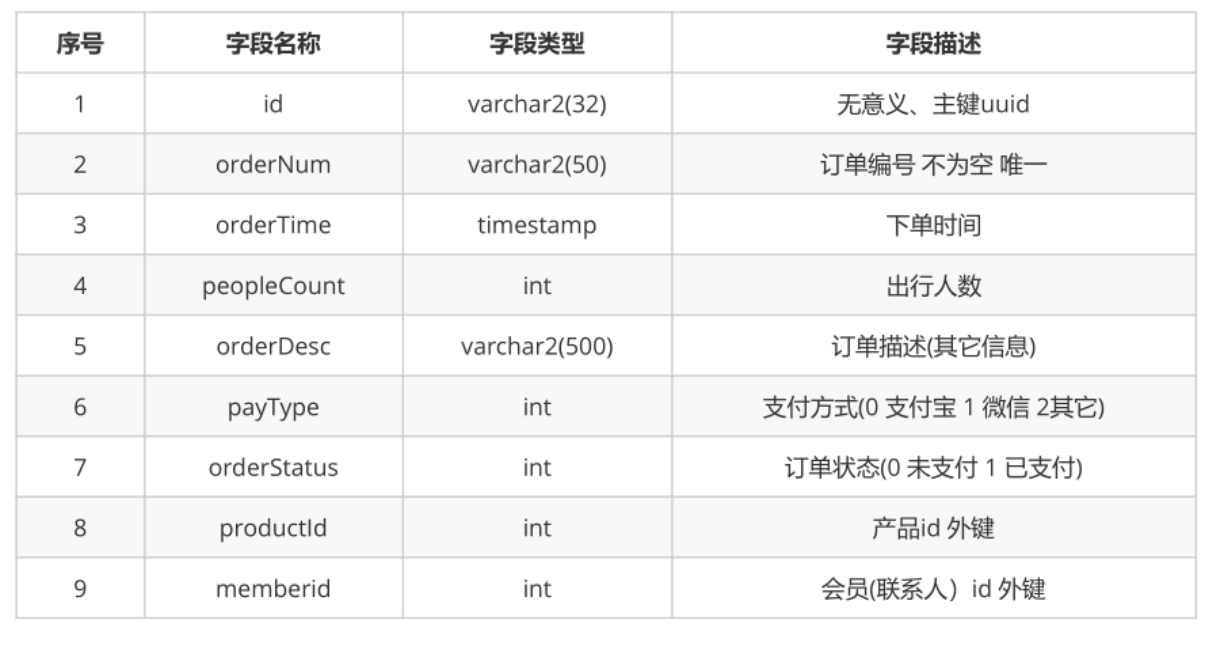 序号 字段名称 字段类型 字段描述
1 id varchar2(32) 无意义、主键uuid
2 orderNum varchar2(50) 订单编号 不为空 唯一
3 orderTime timestamp 下单时间
4 peopleCount int 出行人数
5 orderDesc varchar2(500) 订单描述(其它信息)
6 payType int 支付方式(0 支付宝 1 微信 2其它)
7 orderStatus int 订单状态(0 未支付 1 已支付)
8 productId int 产品id 外键
9 memberid int 会员(联系人）id 外键